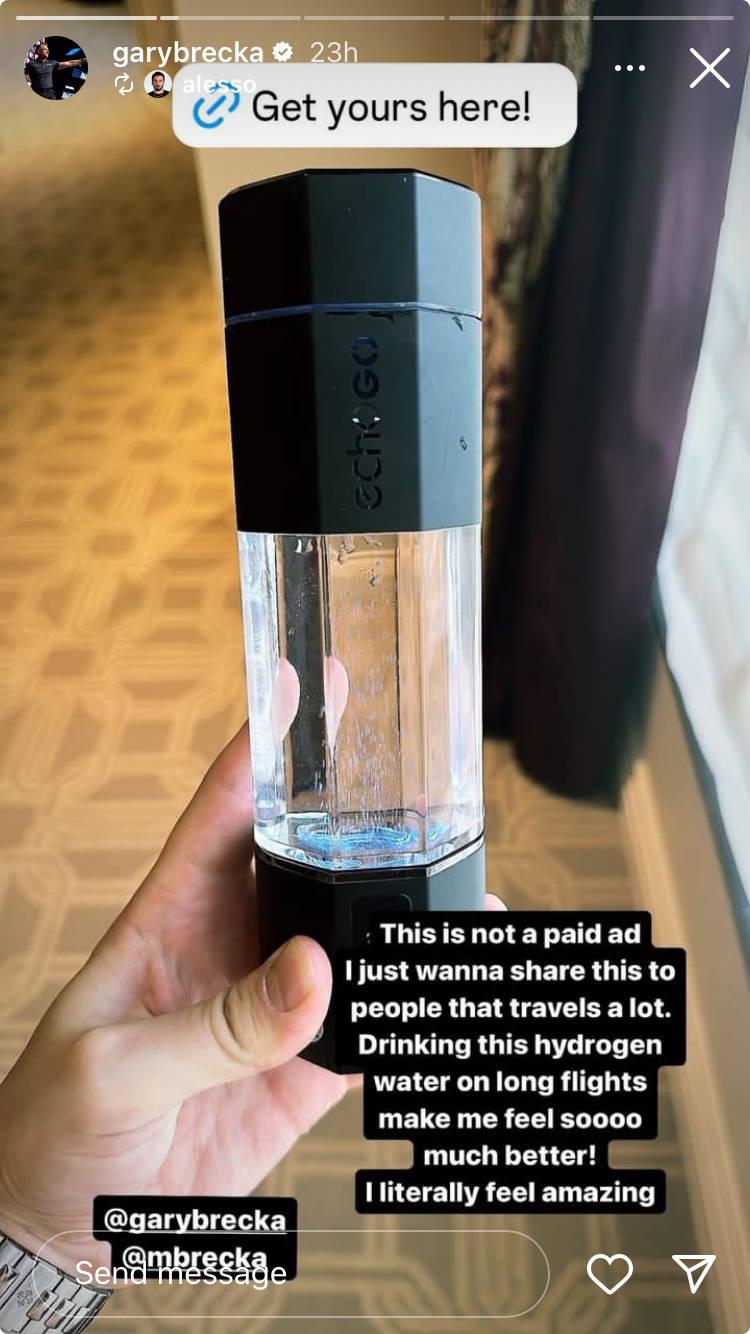 garybrecka 23h
alesso
Get yours here!
echoGO
This is not a paid ad
I just wanna share this to
people that travels a lot.
Drinking this hydrogen
water on long flights
make me feel soooo
much better!
I literally feel amazing
@garybrecka
@mbrecka
Send message